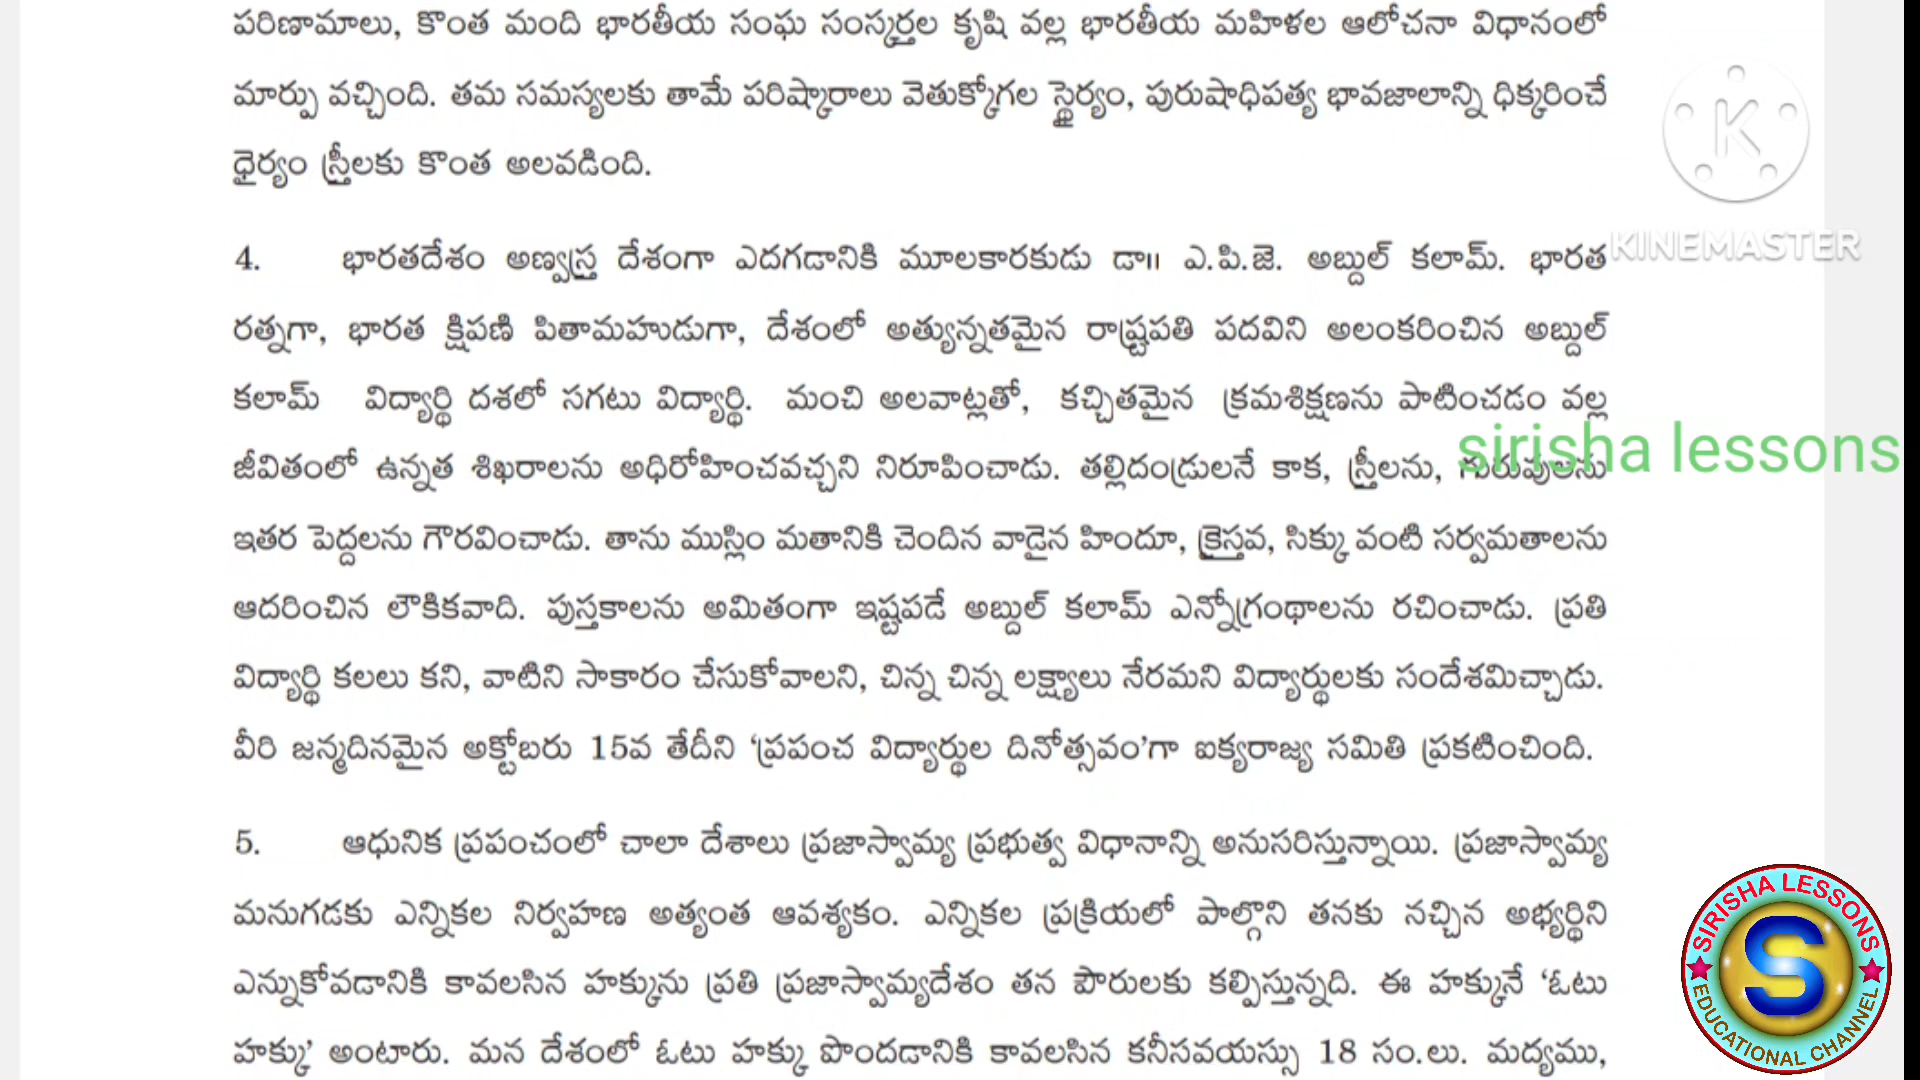 పరిణామాలు, కొంత మంది భారతీయ సంఘ సంస్కర్తల కృషి వల్ల భారతీయ మహిళల ఆలోచనా విధానంలో
మార్పు వచ్చింది. తమ సమస్యలకు తామే పరిష్కారాలు వెతుక్కోగల స్థైర్యం, పురుషాధిపత్య భావజాలాన్ని ధిక్కరించే
ధైర్యం స్త్రీలకు కొంత అలవడింది.
K
KINEMASTER
4. భారతదేశం అణ్వస్త్ర దేశంగా ఎదగడానికి మూలకారకుడు డా॥ ఎ.పి.జె. అబ్దుల్ కలామ్. భారత
రత్నగా, భారత క్షిపణి పితామహుడుగా, దేశంలో అత్యున్నతమైన రాష్ట్రపతి పదవిని అలంకరించిన అబ్దుల్
కలామ్ విద్యార్థి దశలో సగటు విద్యార్థి. మంచి అలవాట్లతో, కచ్చితమైన క్రమశిక్షణను పాటించడం వల్ల
sirisha lessons
జీవితంలో ఉన్నత శిఖరాలను అధిరోహించవచ్చని నిరూపించాడు. తల్లిదండ్రులనే కాక, స్త్రీలను, గురువులను
ఇతర పెద్దలను గౌరవించాడు. తాను ముస్లిం మతానికి చెందిన వాడైన హిందూ, క్రైస్తవ, సిక్కు వంటి సర్వమతాలను
ఆదరించిన లౌకికవాది. పుస్తకాలను అమితంగా ఇష్టపడే అబ్దుల్ కలామ్ ఎన్నోగ్రంథాలను రచించాడు. ప్రతి
విద్యార్థి కలలు కని, వాటిని సాకారం చేసుకోవాలని, చిన్న చిన్న లక్ష్యాలు నేరమని విద్యార్థులకు సందేశమిచ్చాడు.
వీరి జన్మదినమైన అక్టోబరు 15వ తేదీని ‘ప్రపంచ విద్యార్థుల దినోత్సవం’గా ఐక్యరాజ్య సమితి ప్రకటించింది.
5. ఆధునిక ప్రపంచంలో చాలా దేశాలు ప్రజాస్వామ్య ప్రభుత్వ విధానాన్ని అనుసరిస్తున్నాయి. ప్రజాస్వామ్య
మనుగడకు ఎన్నికల నిర్వహణ అత్యంత ఆవశ్యకం. ఎన్నికల ప్రక్రియలో పాల్గొని తనకు నచ్చిన అభ్యర్థిని
ఎన్నుకోవడానికి కావలసిన హక్కును ప్రతి ప్రజాస్వామ్యదేశం తన పౌరులకు కల్పిస్తున్నది. ఈ హక్కునే ‘ఓటు
హక్కు’ అంటారు. మన దేశంలో ఓటు హక్కు పొందడానికి కావలసిన కనీసవయస్సు 18 సం.లు. మద్యము,
SIRISHA LESSONS
S
EDUCATIONAL CHANNEL